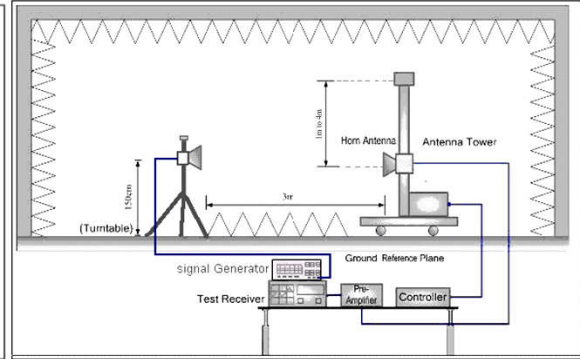 1m to 4m
Horn Antenna
Antenna Tower
150cm
3m
(Turntable)
Ground Reference Plane
signal Generator
Test Receiver
Pre-
Amplifier
Controller